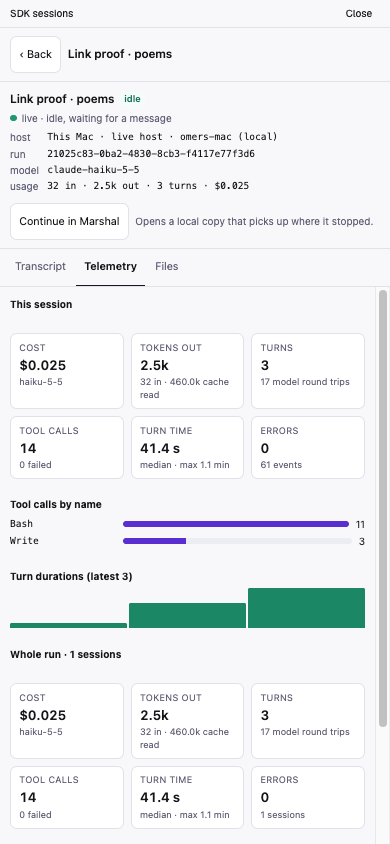 SDK sessions
Close
‹ Back
Link proof · poems
Link proof · poems idle
live · idle, waiting for a message
host This Mac · live host · omers-mac (local)
run 21025c83-0ba2-4830-8cb3-f4117e77f3d6
model claude-haiku-5-5
usage 32 in · 2.5k out · 3 turns · $0.025
Continue in Marshal
Opens a local copy that picks up where it stopped.
Transcript Telemetry Files
This session
COST
$0.025
haiku-5-5
TOKENS OUT
2.5k
32 in · 460.0k cache
read
TURNS
3
17 model round trips
TOOL CALLS
14
0 failed
TURN TIME
41.4 s
median · max 1.1 min
ERRORS
0
61 events
Tool calls by name
Bash 11
Write 3
Turn durations (latest 3)
Whole run · 1 sessions
COST
$0.025
haiku-5-5
TOKENS OUT
2.5k
32 in · 460.0k cache
read
TURNS
3
17 model round trips
TOOL CALLS
14
0 failed
TURN TIME
41.4 s
median · max 1.1 min
ERRORS
0
1 sessions